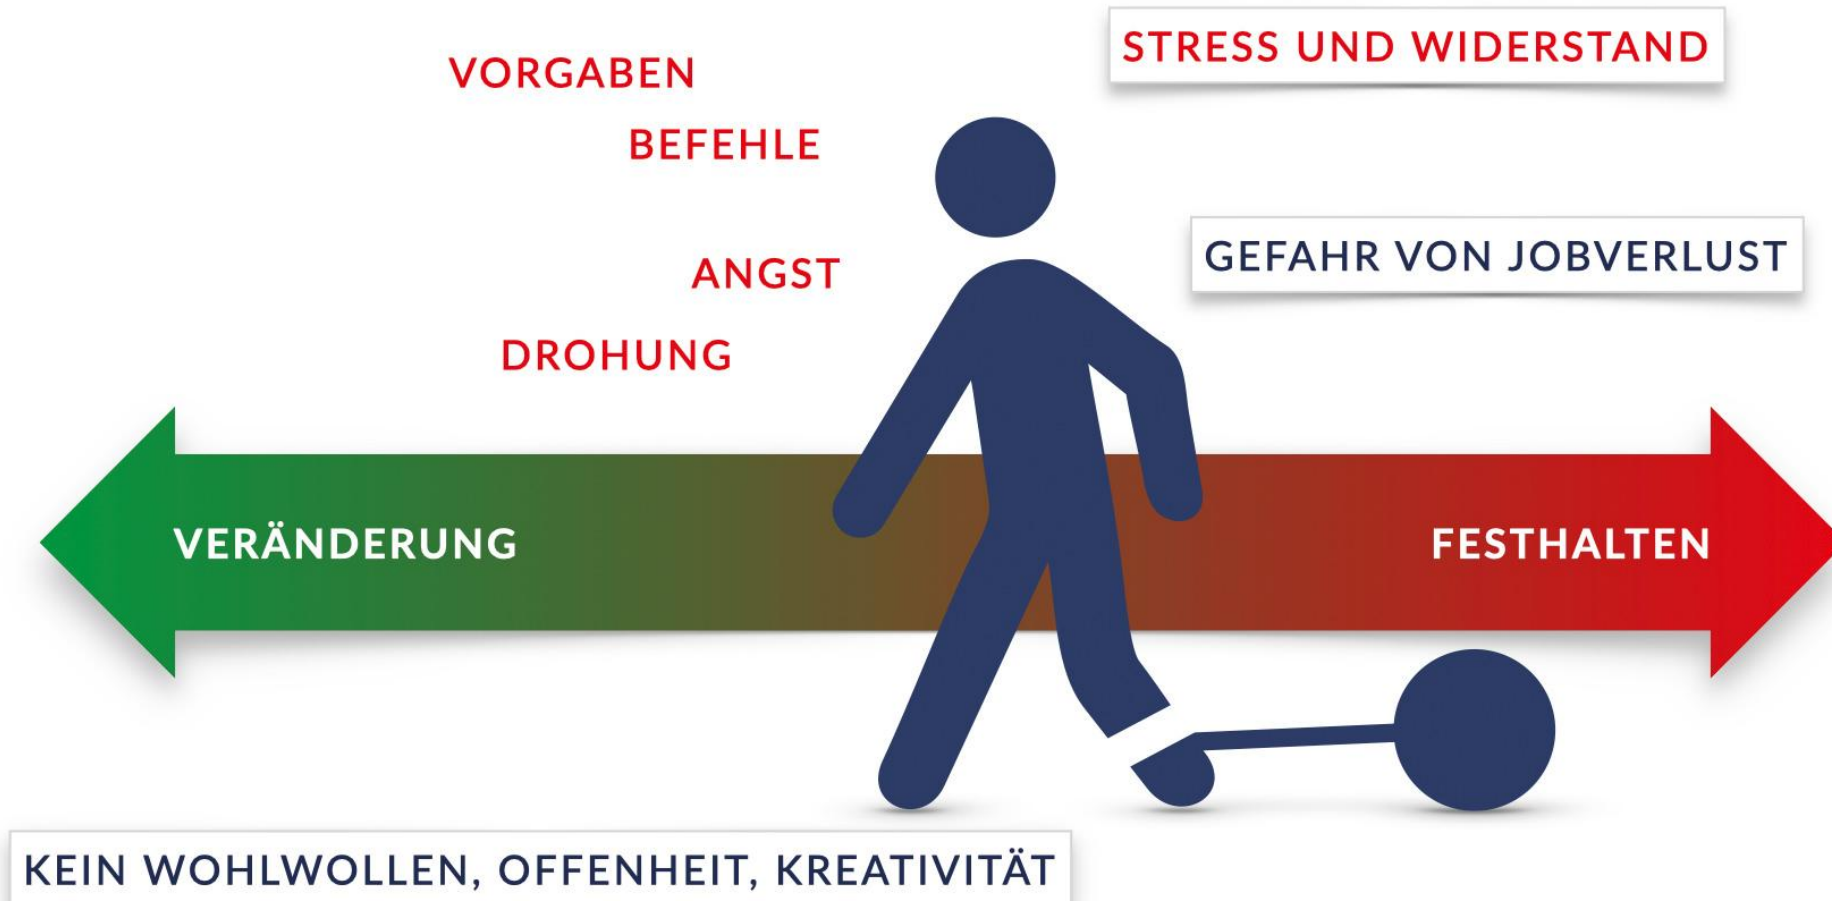 STRESS UND WIDERSTAND
VORGABEN
BEFEHLE
GEFAHR VON JOBVERLUST
ANGST
DROHUNG
VERÄNDERUNG
FESTHALTEN
KEIN WOHLWOLLEN, OFFENHEIT, KREATIVITÄT